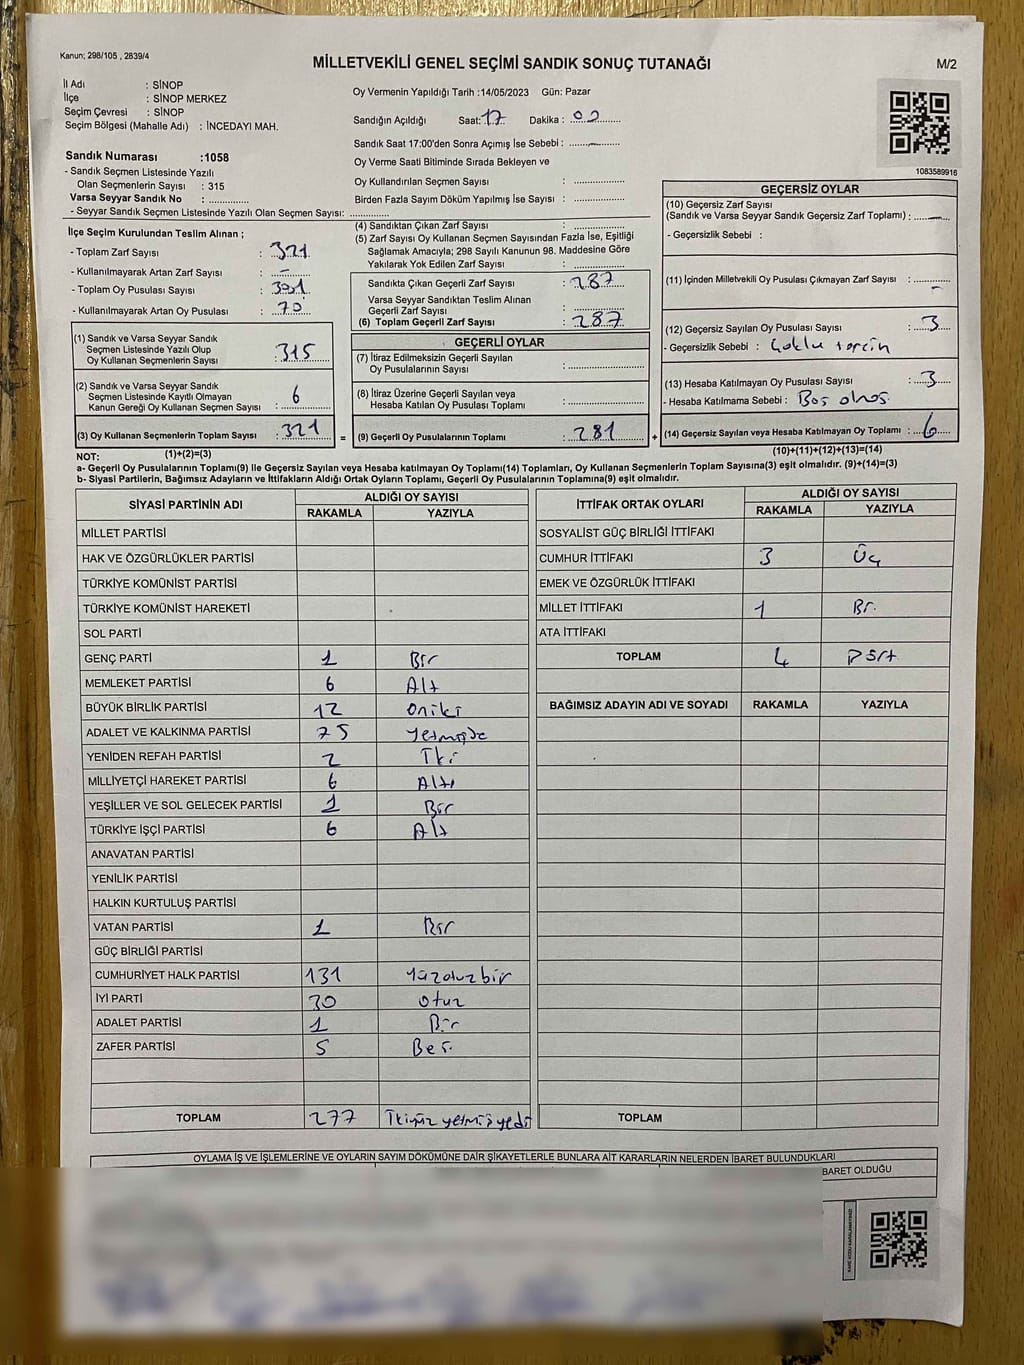 Kanun; 298/105 , 2839/4
MİLLETVEKİLİ GENEL SEÇİMİ SANDIK SONUÇ TUTANAĞI
M/2
İl Adı : SİNOP
İlçe : SİNOP MERKEZ
Seçim Çevresi : SİNOP
Seçim Bölgesi (Mahalle Adı) : İNCEDAYI MAH.
Oy Vermenin Yapıldığı Tarih :14/05/2023 Gün: Pazar
Sandığın Açıldığı Saat: 17 Dakika : 00
Sandık Saat 17:00'den Sonra Açımış İse Sebebi : —
Oy Verme Saati Bitiminde Sırada Bekleyen ve
Oy Kullandırılan Seçmen Sayısı :
Birden Fazla Sayım Döküm Yapılmış İse Sayısı :
Sandık Numarası :1058
- Sandık Seçmen Listesinde Yazılı
Olan Seçmenlerin Sayısı : 315
Varsa Seyyar Sandık No :
- Seyyar Sandık Seçmen Listesinde Yazılı Olan Seçmen Sayısı:
1083589916
İlçe Seçim Kurulundan Teslim Alınan ;
- Toplam Zarf Sayısı : 321
- Kullanılmayarak Artan Zarf Sayısı : –
- Toplam Oy Pusulası Sayısı : 391
- Kullanılmayarak Artan Oy Pusulası : 70
(1) Sandık ve Varsa Seyyar Sandık
Seçmen Listesinde Yazılı Olup
Oy Kullanan Seçmenlerin Sayısı : 315
(2) Sandık ve Varsa Seyyar Sandık
Seçmen Listesinde Kayıtlı Olmayan
Kanun Gereği Oy Kullanan Seçmen Sayısı : 6
(3) Oy Kullanan Seçmenlerin Toplam Sayısı : 321
(1)+(2)=(3)
(4) Sandıktan Çıkan Zarf Sayısı :
(5) Zarf Sayısı Oy Kullanan Seçmen Sayısından Fazla İse, Eşitliği
Sağlamak Amacıyla; 298 Sayılı Kanunun 98. Maddesine Göre
Yakılarak Yok Edilen Zarf Sayısı :
Sandıkta Çıkan Geçerli Zarf Sayısı : 287
Varsa Seyyar Sandıktan Teslim Alınan
Geçerli Zarf Sayısı :
(6) Toplam Geçerli Zarf Sayısı : 287
GEÇERLİ OYLAR
(7) İtiraz Edilmeksizin Geçerli Sayılan
Oy Pusulalarının Sayısı :
(8) İtiraz Üzerine Geçerli Sayılan veya
Hesaba Katılan Oy Pusulası Toplamı :
= (9) Geçerli Oy Pusulalarının Toplamı : 281 +
GEÇERSİZ OYLAR
(10) Geçersiz Zarf Sayısı
(Sandık ve Varsa Seyyar Sandık Geçersiz Zarf Toplamı) : —
- Geçersizlik Sebebi :
(11) İçinden Milletvekili Oy Pusulası Çıkmayan Zarf Sayısı : –
(12) Geçersiz Sayılan Oy Pusulası Sayısı : 3
- Geçersizlik Sebebi : Çoklu tercin
(13) Hesaba Katılmayan Oy Pusulası Sayısı : 3
- Hesaba Katılmama Sebebi : Boş olnas
(14) Geçersiz Sayılan veya Hesaba Katılmayan Oy Toplamı : 6
(10)+(11)+(12)+(13)=(14)
NOT:
a- Geçerli Oy Pusulalarının Toplamı(9) ile Geçersiz Sayılan veya Hesaba katılmayan Oy Toplamı(14) Toplamları, Oy Kullanan Seçmenlerin Toplam Sayısına(3) eşit olmalıdır. (9)+(14)=(3)
b- Siyasi Partilerin, Bağımsız Adayların ve İttifakların Aldığı Ortak Oyların Toplamı, Geçerli Oy Pusulalarının Toplamına(9) eşit olmalıdır.
SİYASİ PARTİNİN ADI ALDIĞI OY SAYISI
RAKAMLA YAZIYLA
MİLLET PARTİSİ
HAK VE ÖZGÜRLÜKLER PARTİSİ
TÜRKİYE KOMÜNİST PARTİSİ
TÜRKİYE KOMÜNİST HAREKETİ
SOL PARTİ
GENÇ PARTİ 1 Bir
MEMLEKET PARTİSİ 6 Altı
BÜYÜK BİRLİK PARTİSİ 12 Oniki
ADALET VE KALKINMA PARTİSİ 75
YENİDEN REFAH PARTİSİ 2 İki
MİLLİYETÇİ HAREKET PARTİSİ 6 Altı
YEŞİLLER VE SOL GELECEK PARTİSİ 1 Bir
TÜRKİYE İŞÇİ PARTİSİ 6 Altı
ANAVATAN PARTİSİ
YENİLİK PARTİSİ
HALKIN KURTULUŞ PARTİSİ
VATAN PARTİSİ 1 Bir
GÜÇ BİRLİĞİ PARTİSİ
CUMHURİYET HALK PARTİSİ 131 Yüzotuzbir
İYİ PARTİ 30 Otuz
ADALET PARTİSİ 1 Bir
ZAFER PARTİSİ 5 Beş
TOPLAM 277 İkiyüz yetmiş yedi
İTTİFAK ORTAK OYLARI ALDIĞI OY SAYISI
RAKAMLA YAZIYLA
SOSYALİST GÜÇ BİRLİĞİ İTTİFAKI
CUMHUR İTTİFAKI 3 Üç
EMEK VE ÖZGÜRLÜK İTTİFAKI
MİLLET İTTİFAKI 1 Bir
ATA İTTİFAKI
TOPLAM 4 Dört
BAĞIMSIZ ADAYIN ADI VE SOYADI RAKAMLA YAZIYLA
TOPLAM
OYLAMA İŞ VE İŞLEMLERİNE VE OYLARIN SAYIM DÖKÜMÜNE DAİR ŞİKAYETLERLE BUNLARA AİT KARARLARIN NELERDEN İBARET BULUNDUKLARI
BARET OLDUĞU